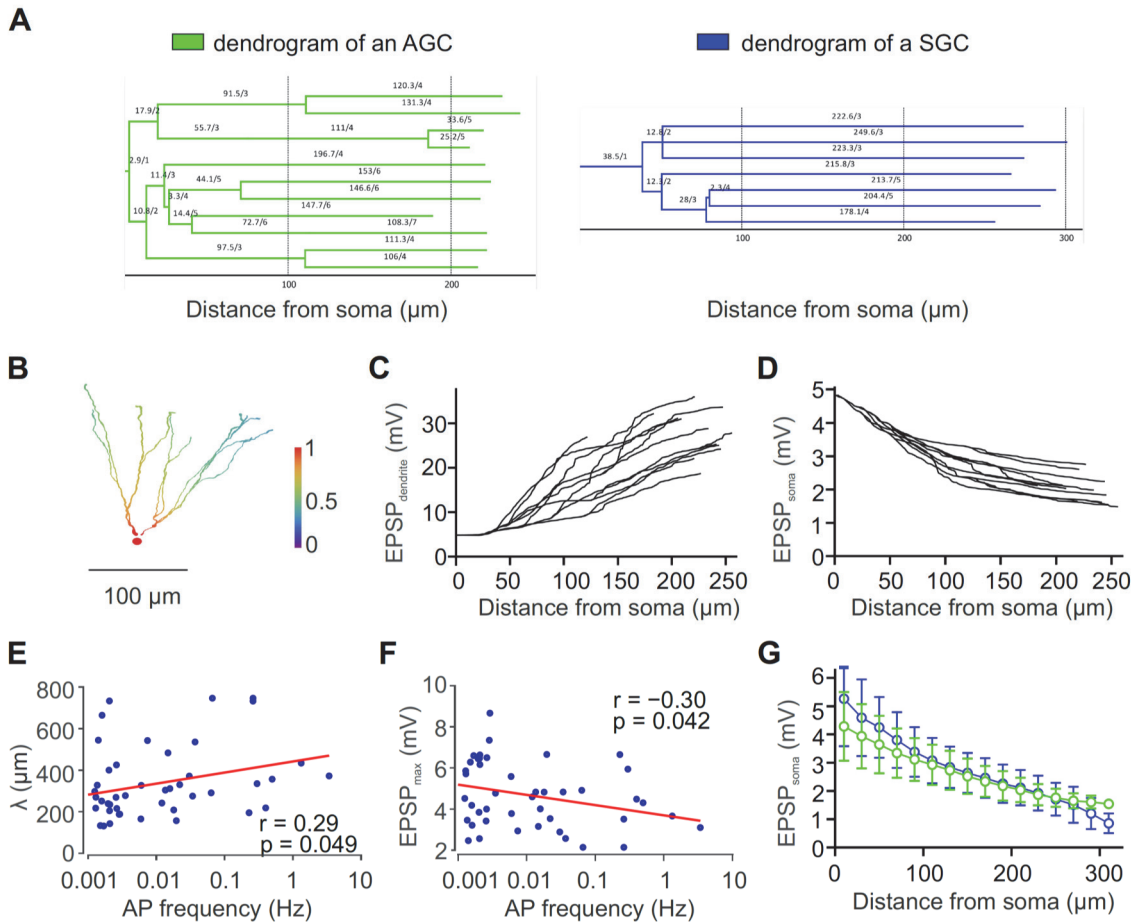 A
dendrogram of an AGC
dendrogram of a SGC
120.3/4
91.5/3
131.3/4
17.9/2
33.6/5
55.7/3
111/4
25.2/5
2.9/1
196.7/4
11.4/3
153/6
44.1/5
146.6/6
3.3/4
147.7/6
10.8/2
14.4/5
72.7/6
108.3/7
111.3/4
97.5/3
106/4
100
200
Distance from soma (µm)
222.6/3
12.8/2
249.6/3
38.5/1
223.3/3
215.8/3
12.3/2
213.7/5
2.3/4
28/3
204.4/5
178.1/4
100
200
300
Distance from soma (µm)
B
1
0.5
0
100 µm
C
EPSPdendrite (mV)
30
20
10
0
0 50 100 150 200 250
Distance from soma (µm)
D
EPSPsoma (mV)
5
4
3
2
1
0
0 50 100 150 200 250
Distance from soma (µm)
E
λ (µm)
800
600
400
200
0
r = 0.29
p = 0.049
0.001 0.01 0.1 1 10
AP frequency (Hz)
F
EPSPmax (mV)
10
8
6
4
2
r = −0.30
p = 0.042
0.001 0.01 0.1 1 10
AP frequency (Hz)
G
EPSPsoma (mV)
6
5
4
3
2
1
0
0 100 200 300
Distance from soma (µm)